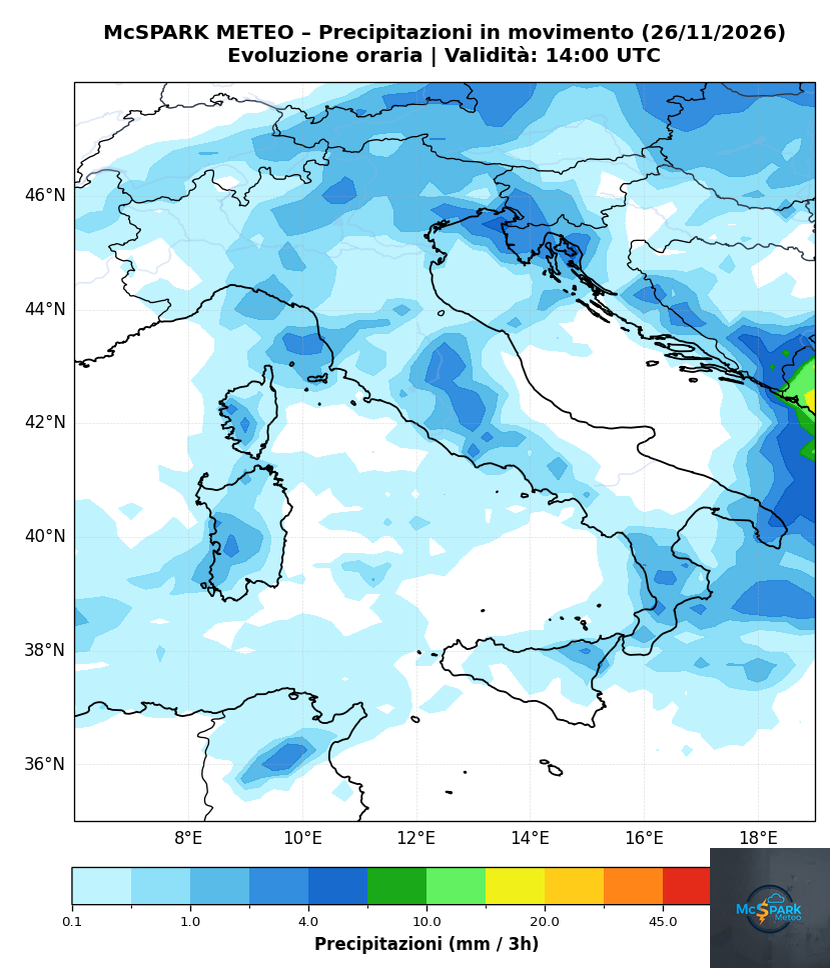 McSPARK METEO – Precipitazioni in movimento (26/11/2026)
Evoluzione oraria | Validità: 14:00 UTC
46°N
44°N
42°N
40°N
38°N
36°N
8°E 10°E 12°E 14°E 16°E 18°E
0.1 1.0 4.0 10.0 20.0 45.0
Precipitazioni (mm / 3h)
McSPARK
Meteo